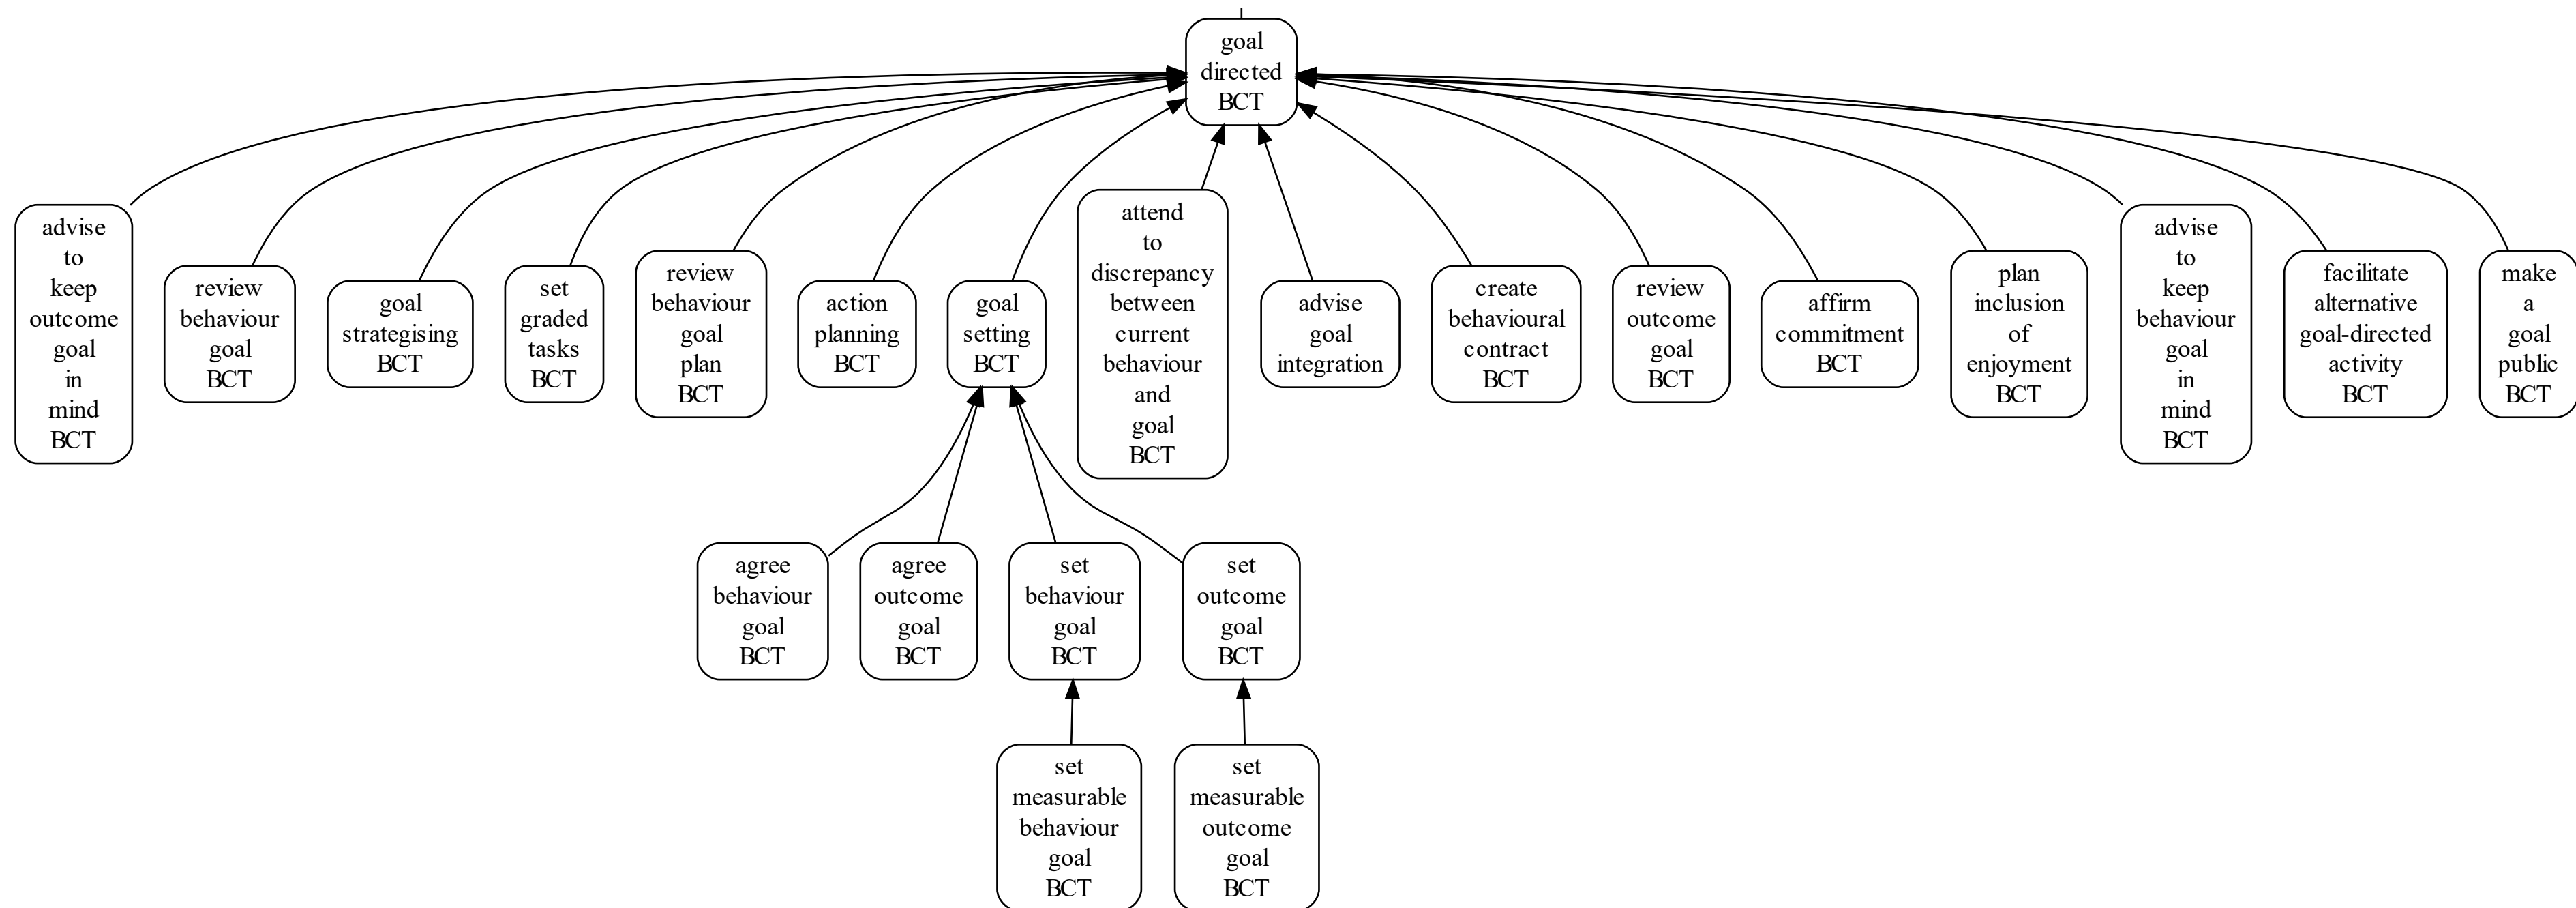 goal
directed
BCT
advise
to
keep
outcome
goal
in
mind
BCT
review
behaviour
goal
BCT
goal
strategising
BCT
set
graded
tasks
BCT
review
behaviour
goal
plan
BCT
action
planning
BCT
goal
setting
BCT
attend
to
discrepancy
between
current
behaviour
and
goal
BCT
advise
goal
integration
create
behavioural
contract
BCT
review
outcome
goal
BCT
affirm
commitment
BCT
plan
inclusion
of
enjoyment
BCT
advise
to
keep
behaviour
goal
in
mind
BCT
facilitate
alternative
goal-directed
activity
BCT
make
a
goal
public
BCT
agree
behaviour
goal
BCT
agree
outcome
goal
BCT
set
behaviour
goal
BCT
set
outcome
goal
BCT
set
measurable
behaviour
goal
BCT
set
measurable
outcome
goal
BCT